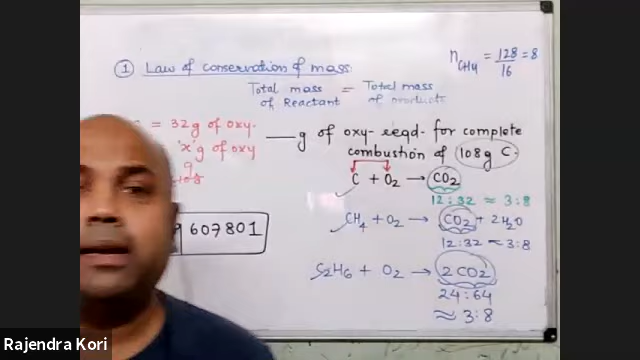 ① Law of conservation of mass
Total mass of Reactant = Total mass of products
nCH4 = 128/16 = 8
= 32g of oxy-
'x' g of oxy
___g of oxy- reqd- for complete
combustion of 108g C.
C + O2 → CO2
12 : 32 ≈ 3:8
CH4 + O2 → CO2 + 2H2O
12:32 ≈ 3:8
C2H6 + O2 → 2CO2
24:64
≈ 3:8
607801
Rajendra Kori